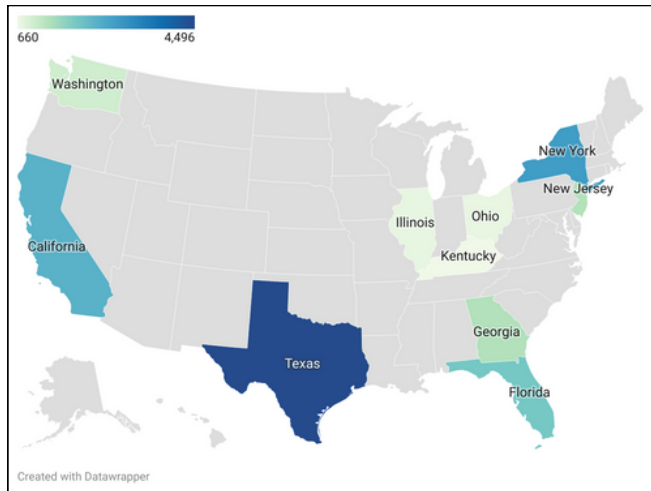 660 4,496
Washington
New York
New Jersey
Illinois
Ohio
California
Kentucky
Georgia
Texas
Florida
Created with Datawrapper